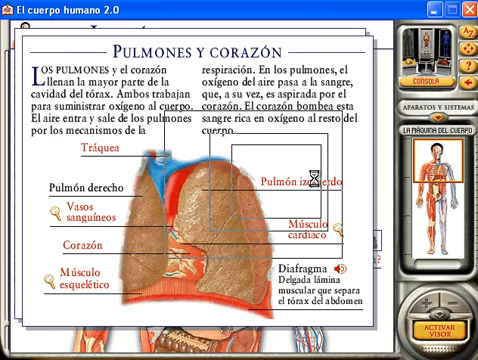 El cuerpo humano 2.0
PULMONES Y CORAZÓN
LOS PULMONES y el corazón
llenan la mayor parte de la
cavidad del tórax. Ambos trabajan
para suministrar oxígeno al cuerpo.
El aire entra y sale de los pulmones
por los mecanismos de la
respiración. En los pulmones, el
oxígeno del aire pasa a la sangre,
que, a su vez, es aspirada por el
corazón. El corazón bombea esta
sangre rica en oxígeno al resto del
cuerpo.
Tráquea
Pulmón derecho
Vasos
sanguíneos
Corazón
Músculo
esquelético
Pulmón izquierdo
Músculo
cardíaco
Diafragma
Delgada lámina
muscular que separa
el tórax del abdomen
CONSOLA
AZ
?
APARATOS Y SISTEMAS
LA MÁQUINA DEL CUERPO
ACTIVAR
VISOR